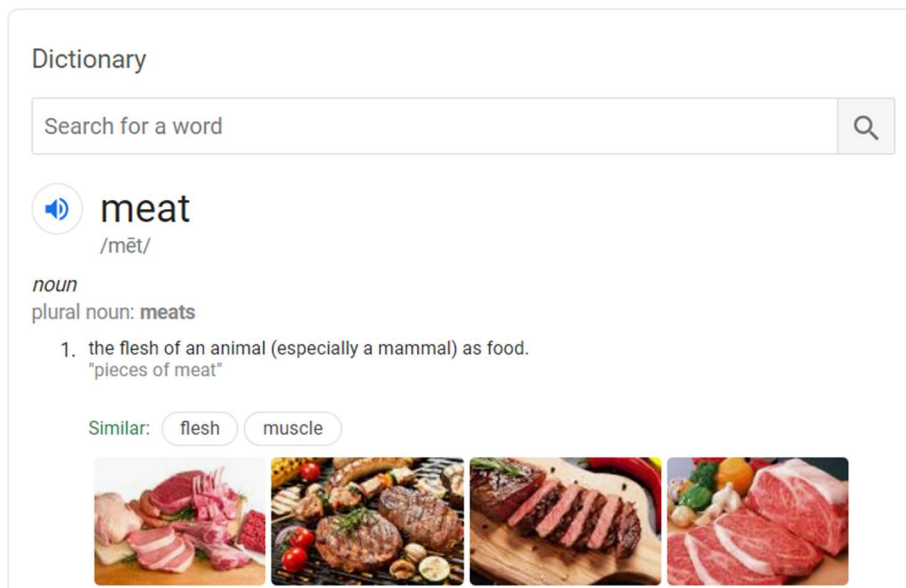 Dictionary
Search for a word
meat
/mēt/
noun
plural noun: meats
1. the flesh of an animal (especially a mammal) as food.
"pieces of meat"
Similar: flesh muscle